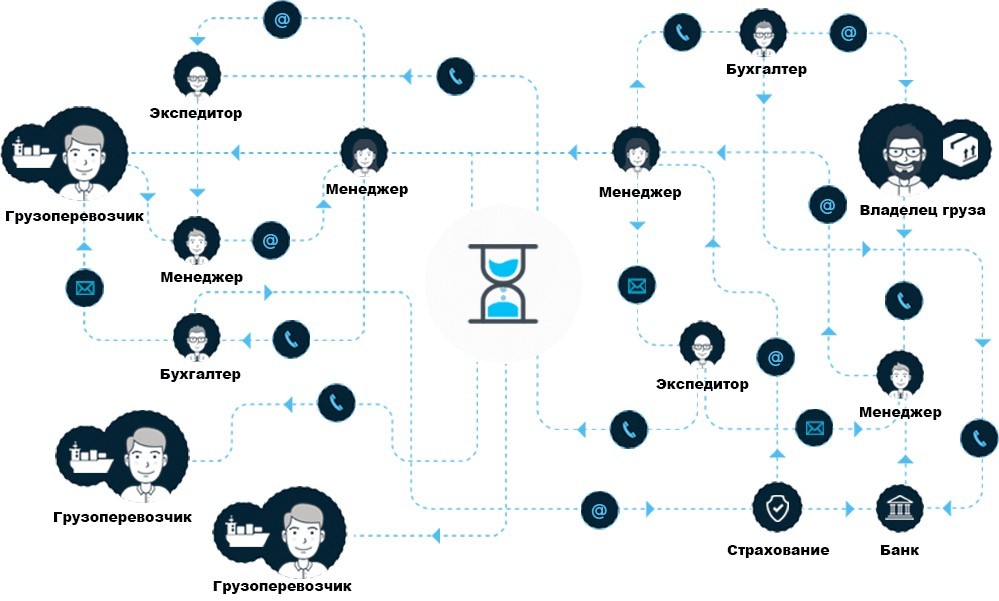 @
@
Бухгалтер
Экспедитор
Менеджер
Менеджер
Грузоперевозчик
@
Владелец груза
@
Менеджер
@
Бухгалтер
Экспедитор
Менеджер
Грузоперевозчик
@
Страхование
Банк
Грузоперевозчик